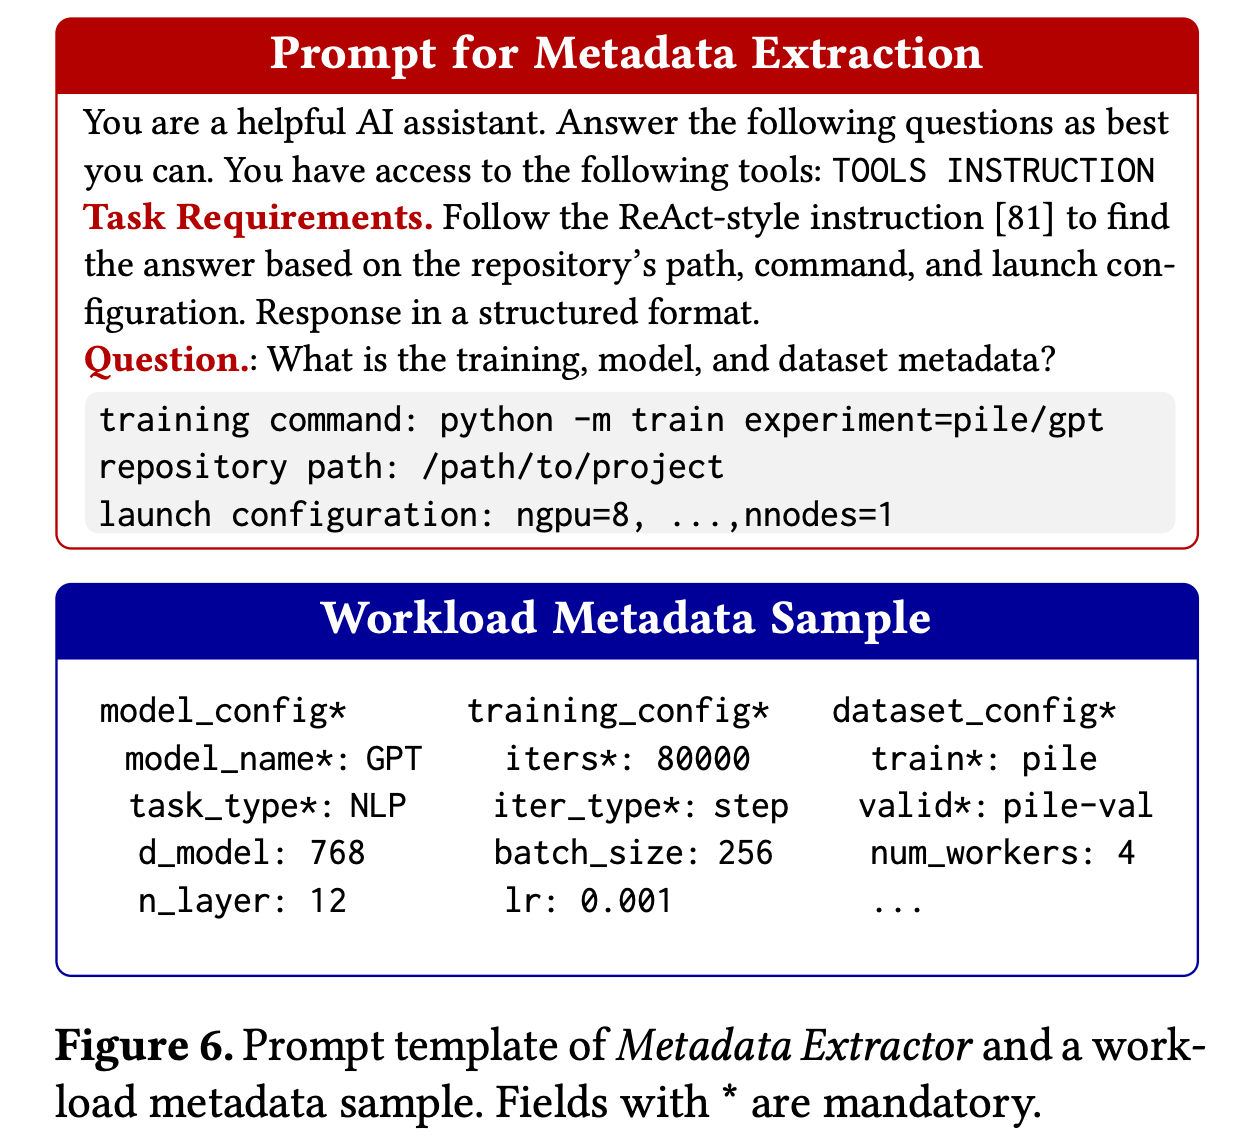 Prompt for Metadata Extraction
You are a helpful AI assistant. Answer the following questions as best
you can. You have access to the following tools: TOOLS INSTRUCTION
Task Requirements. Follow the ReAct-style instruction [81] to find
the answer based on the repository’s path, command, and launch con-
figuration. Response in a structured format.
Question.: What is the training, model, and dataset metadata?
training command: python -m train experiment=pile/gpt
repository path: /path/to/project
launch configuration: ngpu=8, ...,nnodes=1
Workload Metadata Sample
model_config*
model_name*: GPT
task_type*: NLP
d_model: 768
n_layer: 12
training_config*
iters*: 80000
iter_type*: step
batch_size: 256
lr: 0.001
dataset_config*
train*: pile
valid*: pile-val
num_workers: 4
...
Figure 6. Prompt template of Metadata Extractor and a work-
load metadata sample. Fields with * are mandatory.